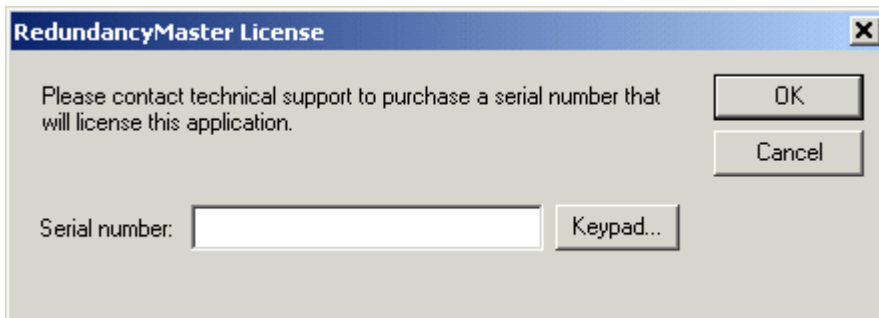 RedundancyMaster License
Please contact technical support to purchase a serial number that
will license this application.
OK
Cancel
Serial number:
Keypad...